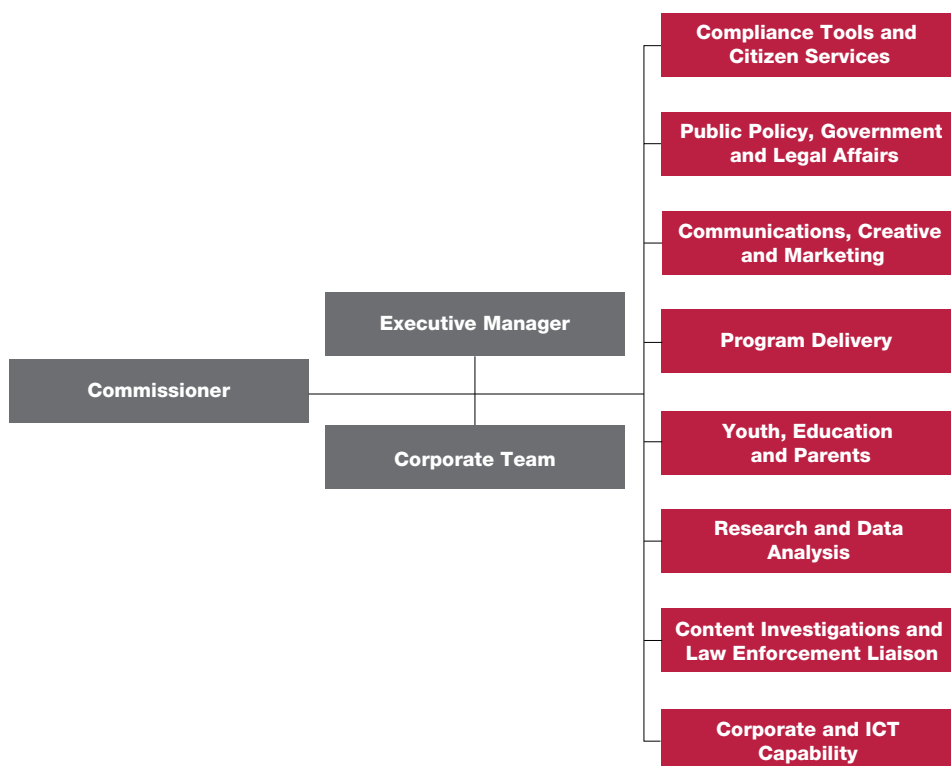 Commissioner
Executive Manager
Corporate Team
Compliance Tools and
Citizen Services
Public Policy, Government
and Legal Affairs
Communications, Creative
and Marketing
Program Delivery
Youth, Education
and Parents
Research and Data
Analysis
Content Investigations and
Law Enforcement Liaison
Corporate and ICT
Capability